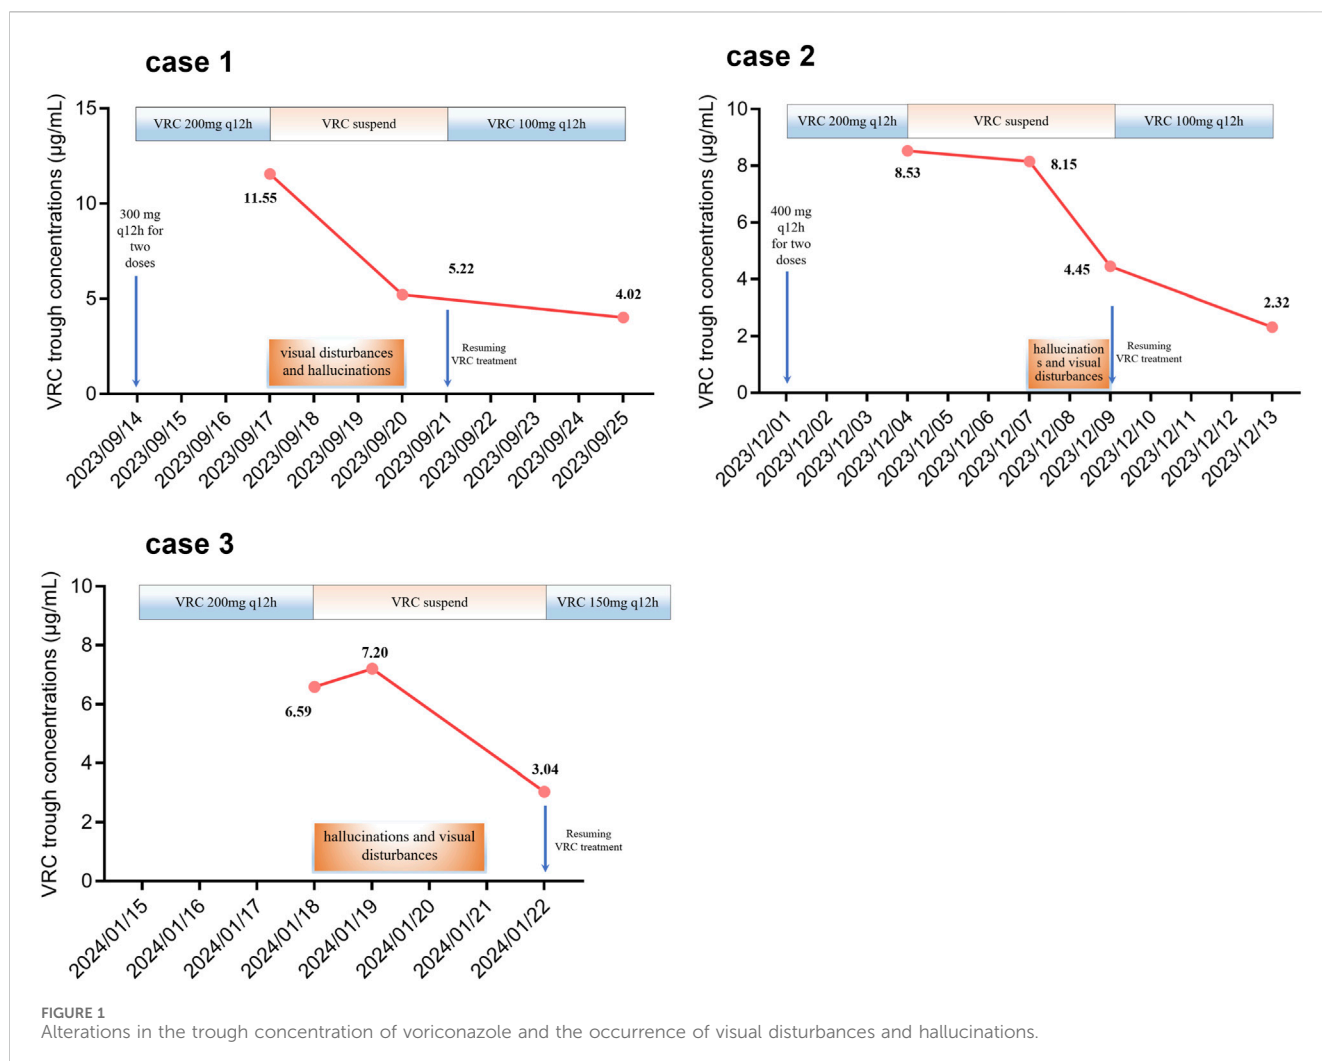 case 1
VRC trough concentrations (µg/mL)
15
10
5
0
VRC 200mg q12h
VRC suspend
VRC 100mg q12h
11.55
5.22
4.02
300 mg
q12h for
two
doses
visual disturbances
and hallucinations
Resuming
VRC treatment
2023/09/14
2023/09/15
2023/09/16
2023/09/17
2023/09/18
2023/09/19
2023/09/20
2023/09/21
2023/09/22
2023/09/23
2023/09/24
2023/09/25
case 2
VRC trough concentrations (µg/mL)
10
8
6
4
2
0
VRC 200mg q12h
VRC suspend
VRC 100mg q12h
8.53
8.15
4.45
2.32
400 mg
q12h
for two
doses
hallucination
s and visual
disturbances
Resuming
VRC treatment
2023/12/01
2023/12/02
2023/12/03
2023/12/04
2023/12/05
2023/12/06
2023/12/07
2023/12/08
2023/12/09
2023/12/10
2023/12/11
2023/12/12
2023/12/13
case 3
VRC trough concentrations (µg/mL)
10
8
6
4
2
0
VRC 200mg q12h
VRC suspend
VRC 150mg q12h
6.59
7.20
3.04
hallucinations and visual
disturbances
Resuming
VRC treatment
2024/01/15
2024/01/16
2024/01/17
2024/01/18
2024/01/19
2024/01/20
2024/01/21
2024/01/22
FIGURE 1
Alterations in the trough concentration of voriconazole and the occurrence of visual disturbances and hallucinations.